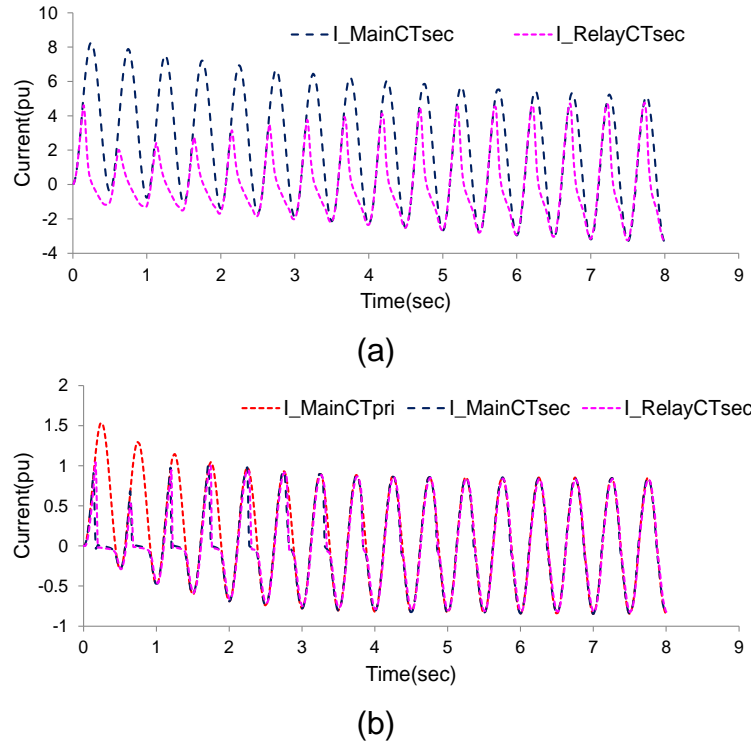 I_MainCTsec I_RelayCTsec
10
8
6
4
2
0
-2
-4
Current(pu)
0 1 2 3 4 5 6 7 8 9
Time(sec)
(a)
I_MainCTpri I_MainCTsec I_RelayCTsec
2
1.5
1
0.5
0
-0.5
-1
Current(pu)
0 1 2 3 4 5 6 7 8 9
Time(sec)
(b)